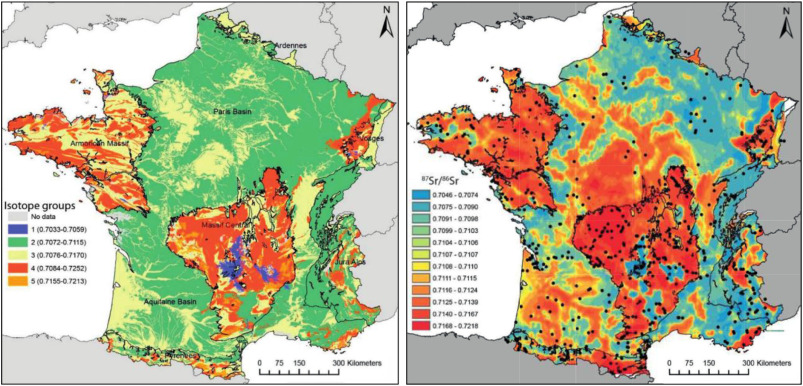 N
Ardennes
Paris Basin
Vosges
Armorican Massif
Isotope groups
No data
1 (0.7033-0.7059)
2 (0.7072-0.7115)
3 (0.7076-0.7170)
4 (0.7084-0.7252)
5 (0.7155-0.7213)
Massif Central
Jura Alps
Aquitaine Basin
Pyrenees
0 75 150 300 Kilometers
N
87Sr/86Sr
0.7046 - 0.7074
0.7075 - 0.7090
0.7091 - 0.7098
0.7099 - 0.7103
0.7104 - 0.7106
0.7107 - 0.7107
0.7108 - 0.7110
0.7111 - 0.7115
0.7116 - 0.7124
0.7125 - 0.7139
0.7140 - 0.7167
0.7168 - 0.7218
0 75 150 300 Kilometers